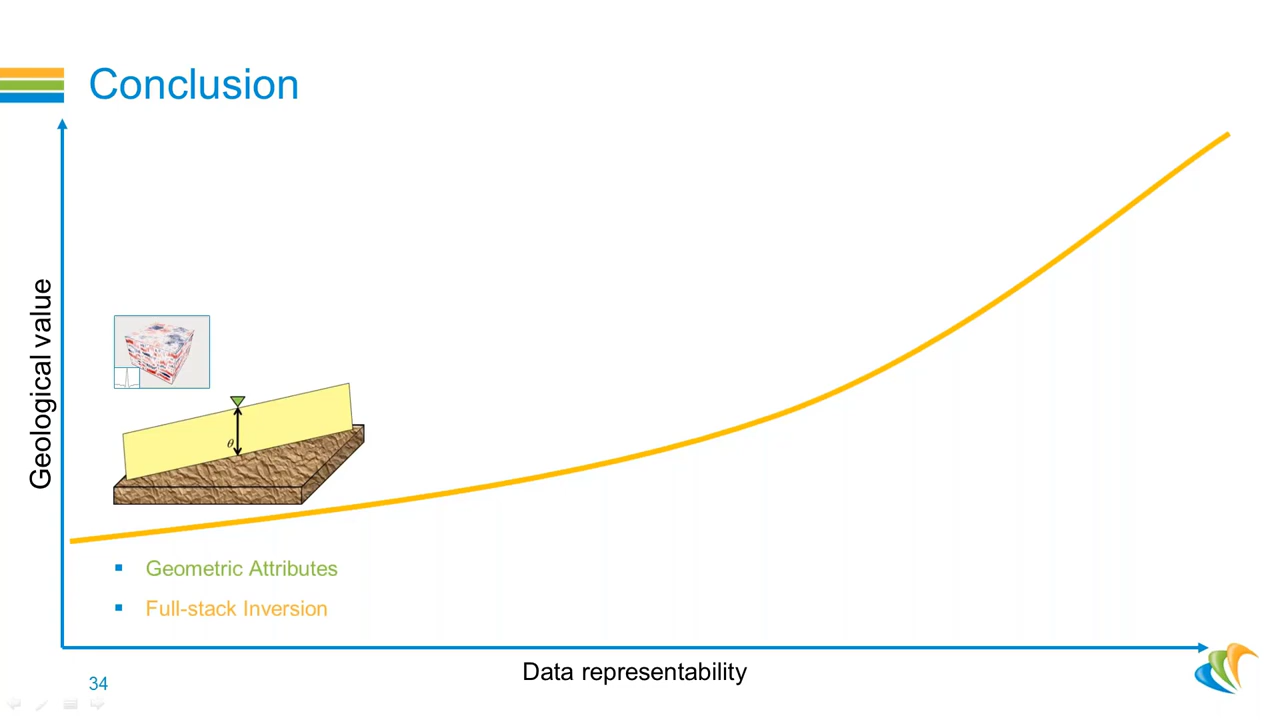 Conclusion
Geological value
θ
Geometric Attributes
Full-stack Inversion
Data representability
34